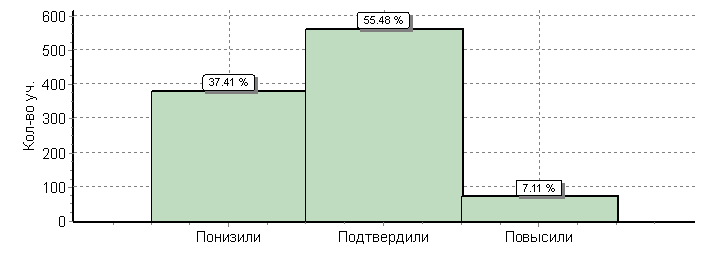 Кол-во уч.
600
500
400
300
200
100
0
37.41 %
55.48 %
7.11 %
Понизили
Подтвердили
Повысили